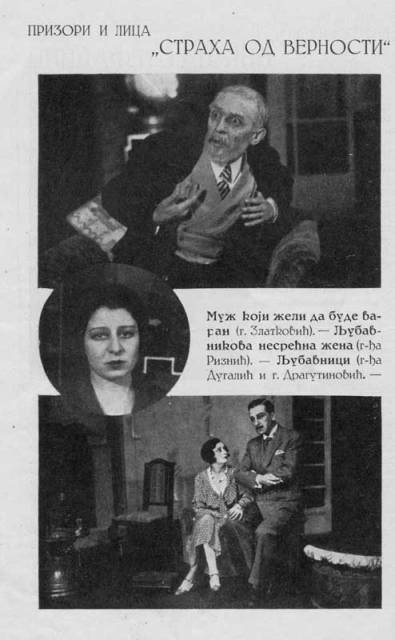 ПРИЗОРИ И ЛИЦА
„СТРАХА ОД ВЕРНОСТИ“
Муж који жели да буде ва-
ран (г. Златковић). — Љубав-
никова несрећна жена (г-ђа
Ризнић). — Љубавници (г-ђа
Дугалић и г. Драгутиновић. —